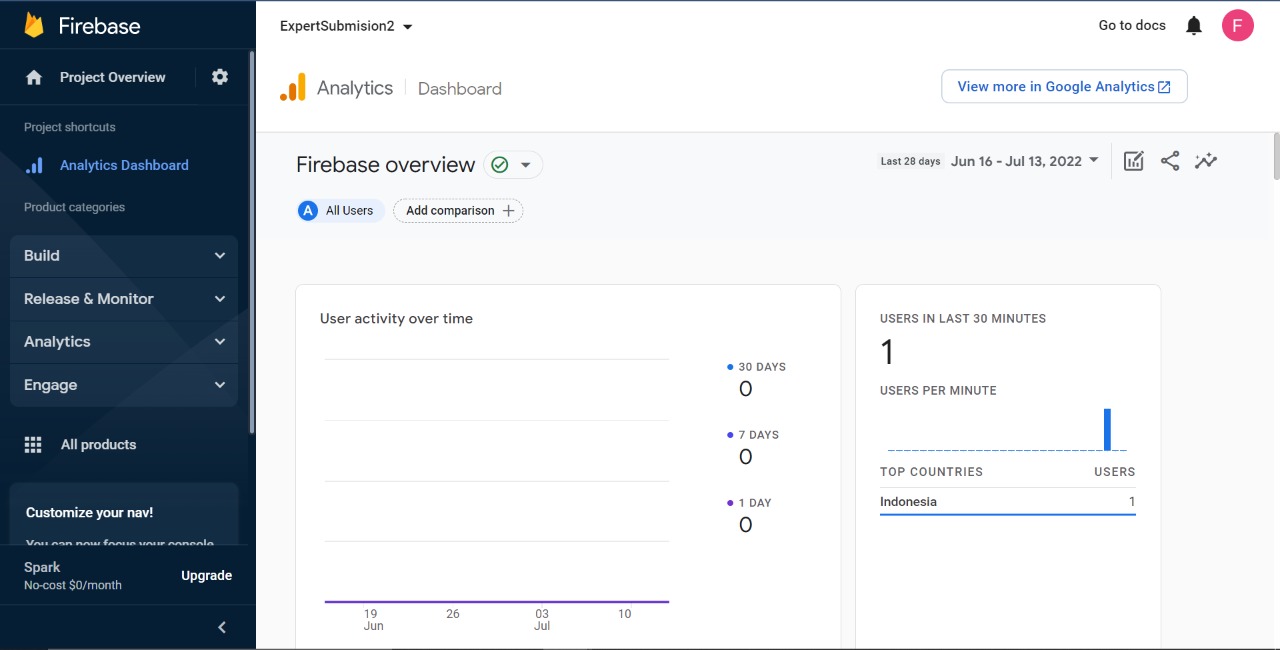 Firebase
Project Overview
Project shortcuts
Analytics Dashboard
Product categories
Build
Release & Monitor
Analytics
Engage
All products
Customize your nav!
You can now focus your console
Spark
No-cost $0/month
Upgrade
ExpertSubmision2
Go to docs
F
Analytics
Dashboard
View more in Google Analytics
Firebase overview
Last 28 days
Jun 16 - Jul 13, 2022
A
All Users
Add comparison
User activity over time
30 DAYS
0
7 DAYS
0
1 DAY
0
19
Jun
26
03
Jul
10
USERS IN LAST 30 MINUTES
1
USERS PER MINUTE
TOP COUNTRIES
USERS
Indonesia
1